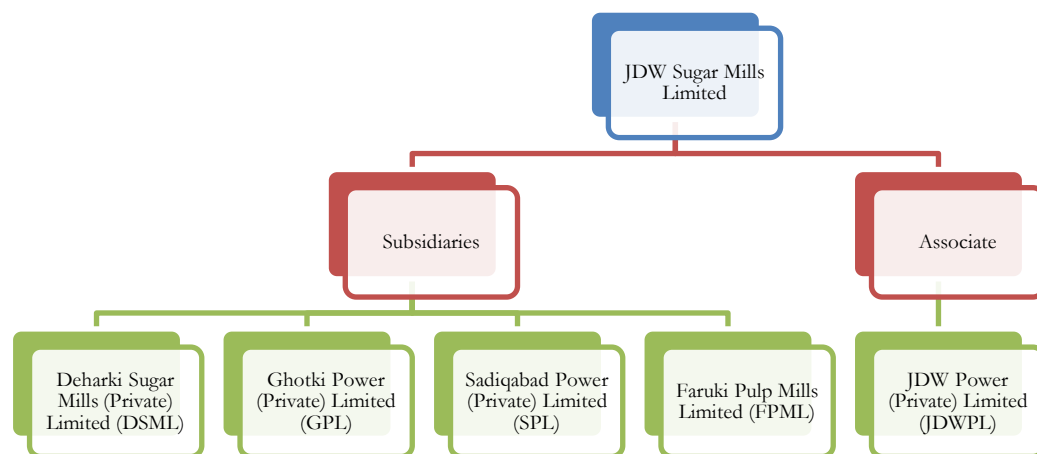 JDW Sugar Mills
Limited
Subsidiaries
Associate
Deharki Sugar
Mills (Private)
Limited (DSML)
Ghotki Power
(Private) Limited
(GPL)
Sadiqabad Power
(Private) Limited
(SPL)
Faruki Pulp Mills
Limited (FPML)
JDW Power
(Private) Limited
(JDWPL)